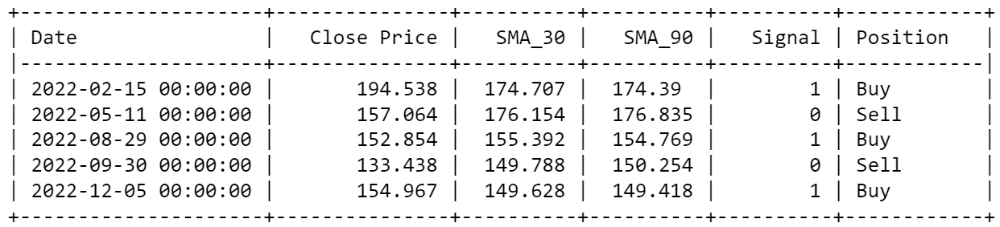 +---------------------+---------------+----------+----------+----------+------------+
| Date                |   Close Price |   SMA_30 |   SMA_90 |   Signal | Position   |
|---------------------+---------------+----------+----------+----------+------------|
| 2022-02-15 00:00:00 |       194.538 |  174.707 |  174.39  |        1 | Buy        |
| 2022-05-11 00:00:00 |       157.064 |  176.154 |  176.835 |        0 | Sell       |
| 2022-08-29 00:00:00 |       152.854 |  155.392 |  154.769 |        1 | Buy        |
| 2022-09-30 00:00:00 |       133.438 |  149.788 |  150.254 |        0 | Sell       |
| 2022-12-05 00:00:00 |       154.967 |  149.628 |  149.418 |        1 | Buy        |
+---------------------+---------------+----------+----------+----------+------------+